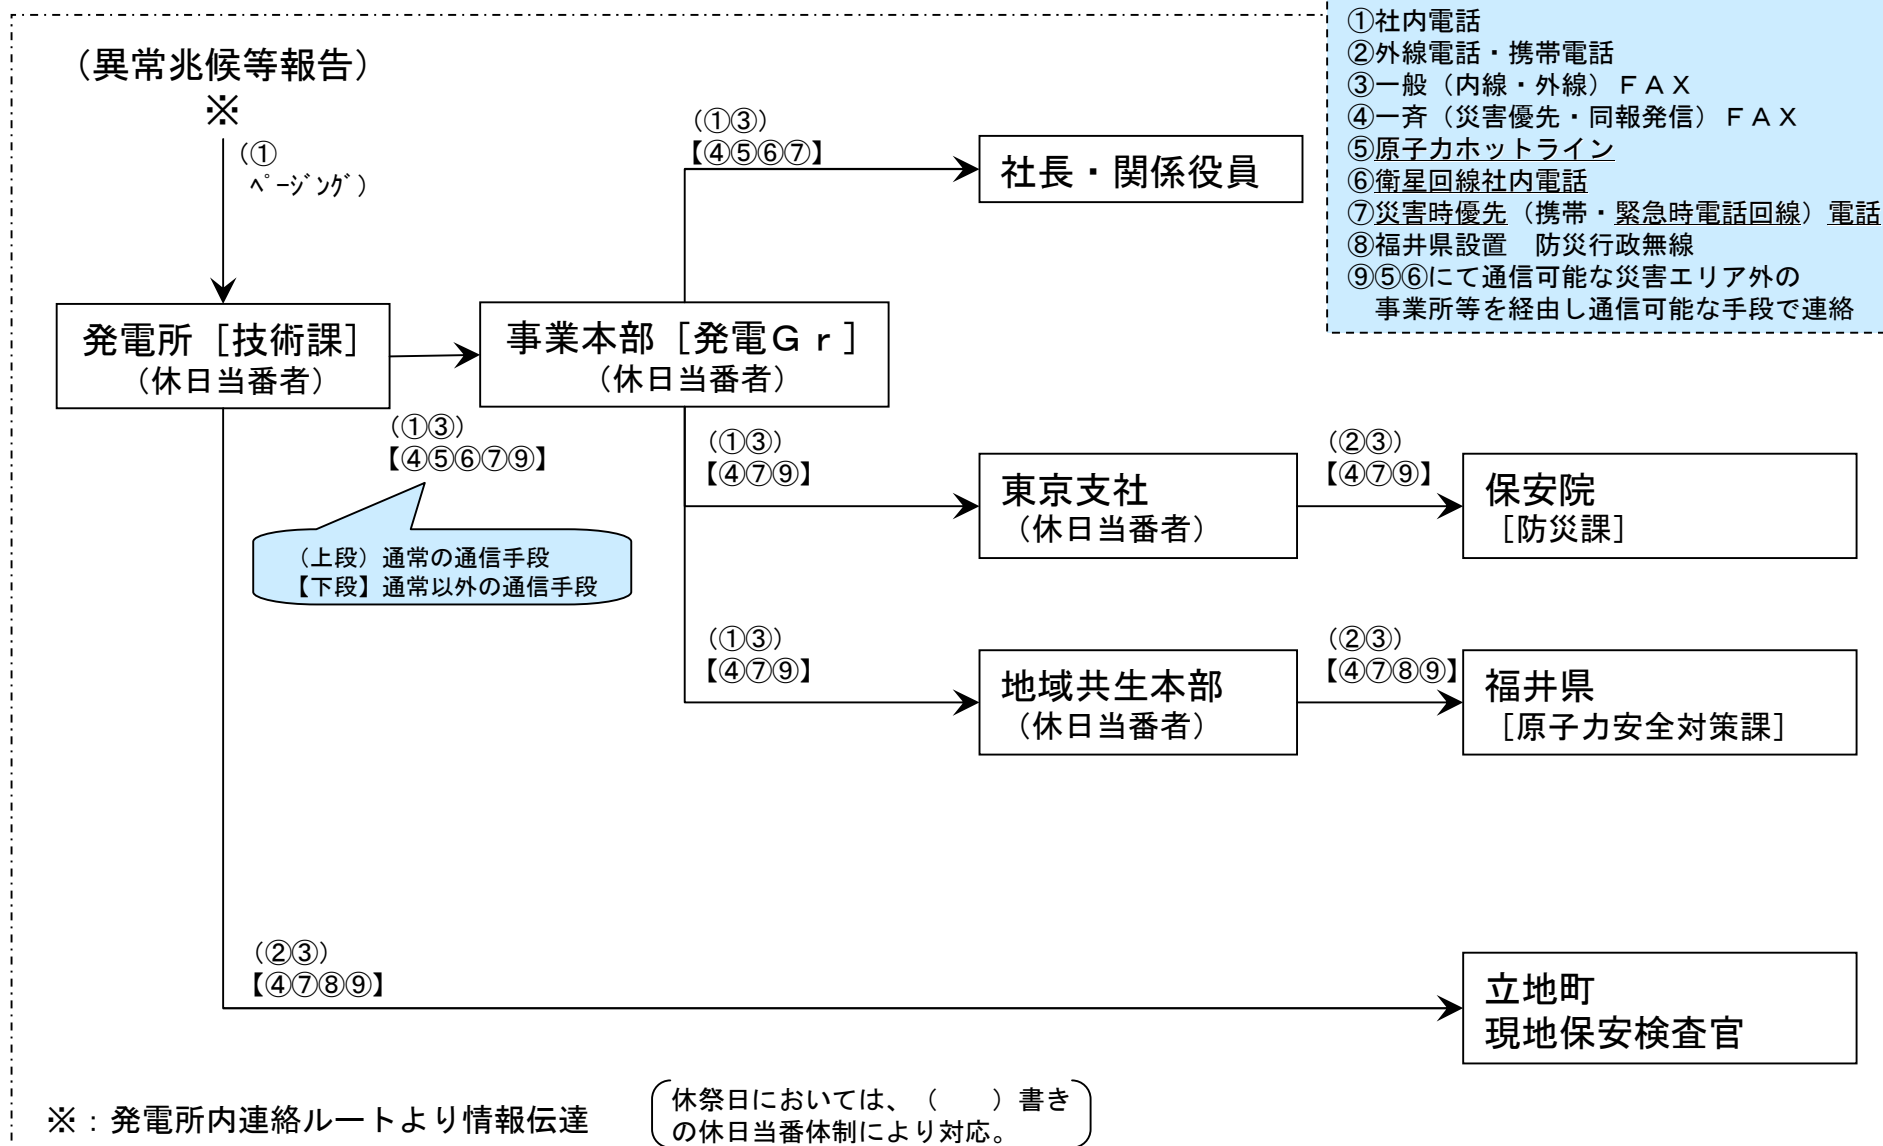 （異常兆候等報告）
※
（①
ﾍﾟｰｼﾞﾝｸﾞ）
①社内電話
②外線電話・携帯電話
③一般（内線・外線）ＦＡＸ
④一斉（災害優先・同報発信）ＦＡＸ
⑤原子力ホットライン
⑥衛星回線社内電話
⑦災害時優先（携帯・緊急時電話回線）電話
⑧福井県設置　防災行政無線
⑨⑤⑥にて通信可能な災害エリア外の
事業所等を経由し通信可能な手段で連絡
（①③）
【④⑤⑥⑦】
社長・関係役員
発電所［技術課］
（休日当番者）
事業本部［発電Ｇｒ］
（休日当番者）
（①③）
【④⑤⑥⑦⑨】
（上段）通常の通信手段
【下段】通常以外の通信手段
（①③）
【④⑦⑨】
東京支社
（休日当番者）
（②③）
【④⑦⑨】
保安院
［防災課］
（①③）
【④⑦⑨】
地域共生本部
（休日当番者）
（②③）
【④⑦⑧⑨】
福井県
［原子力安全対策課］
（②③）
【④⑦⑧⑨】
立地町
現地保安検査官
※：発電所内連絡ルートより情報伝達
休祭日においては、（　　）書き
の休日当番体制により対応。